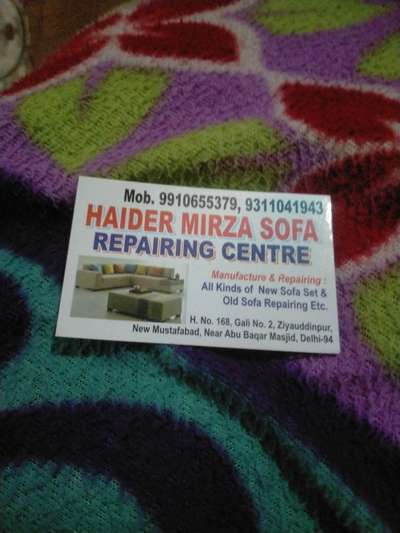 Mob. 9910655379, 9311041943
HAIDER MIRZA SOFA
REPAIRING CENTRE
Manufacture & Repairing :
All Kinds of New Sofa Set &
Old Sofa Repairing Etc.
H. No. 168, Gali No. 2, Ziyauddinpur,
New Mustafabad, Near Abu Baqar Masjid, Delhi-94